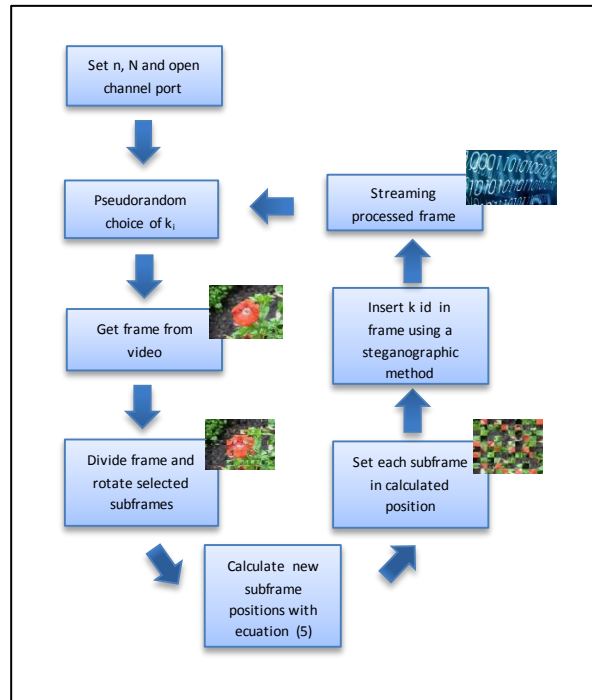 Set n, N and open
channel port
Pseudorandom
choice of ki
Get frame from
video
Divide frame and
rotate selected
subframes
Calculate new
subframe
positions with
ecuation (5)
Set each subframe
in calculated
position
Insert k id in
frame using a
steganographic
method
Streaming
processed frame